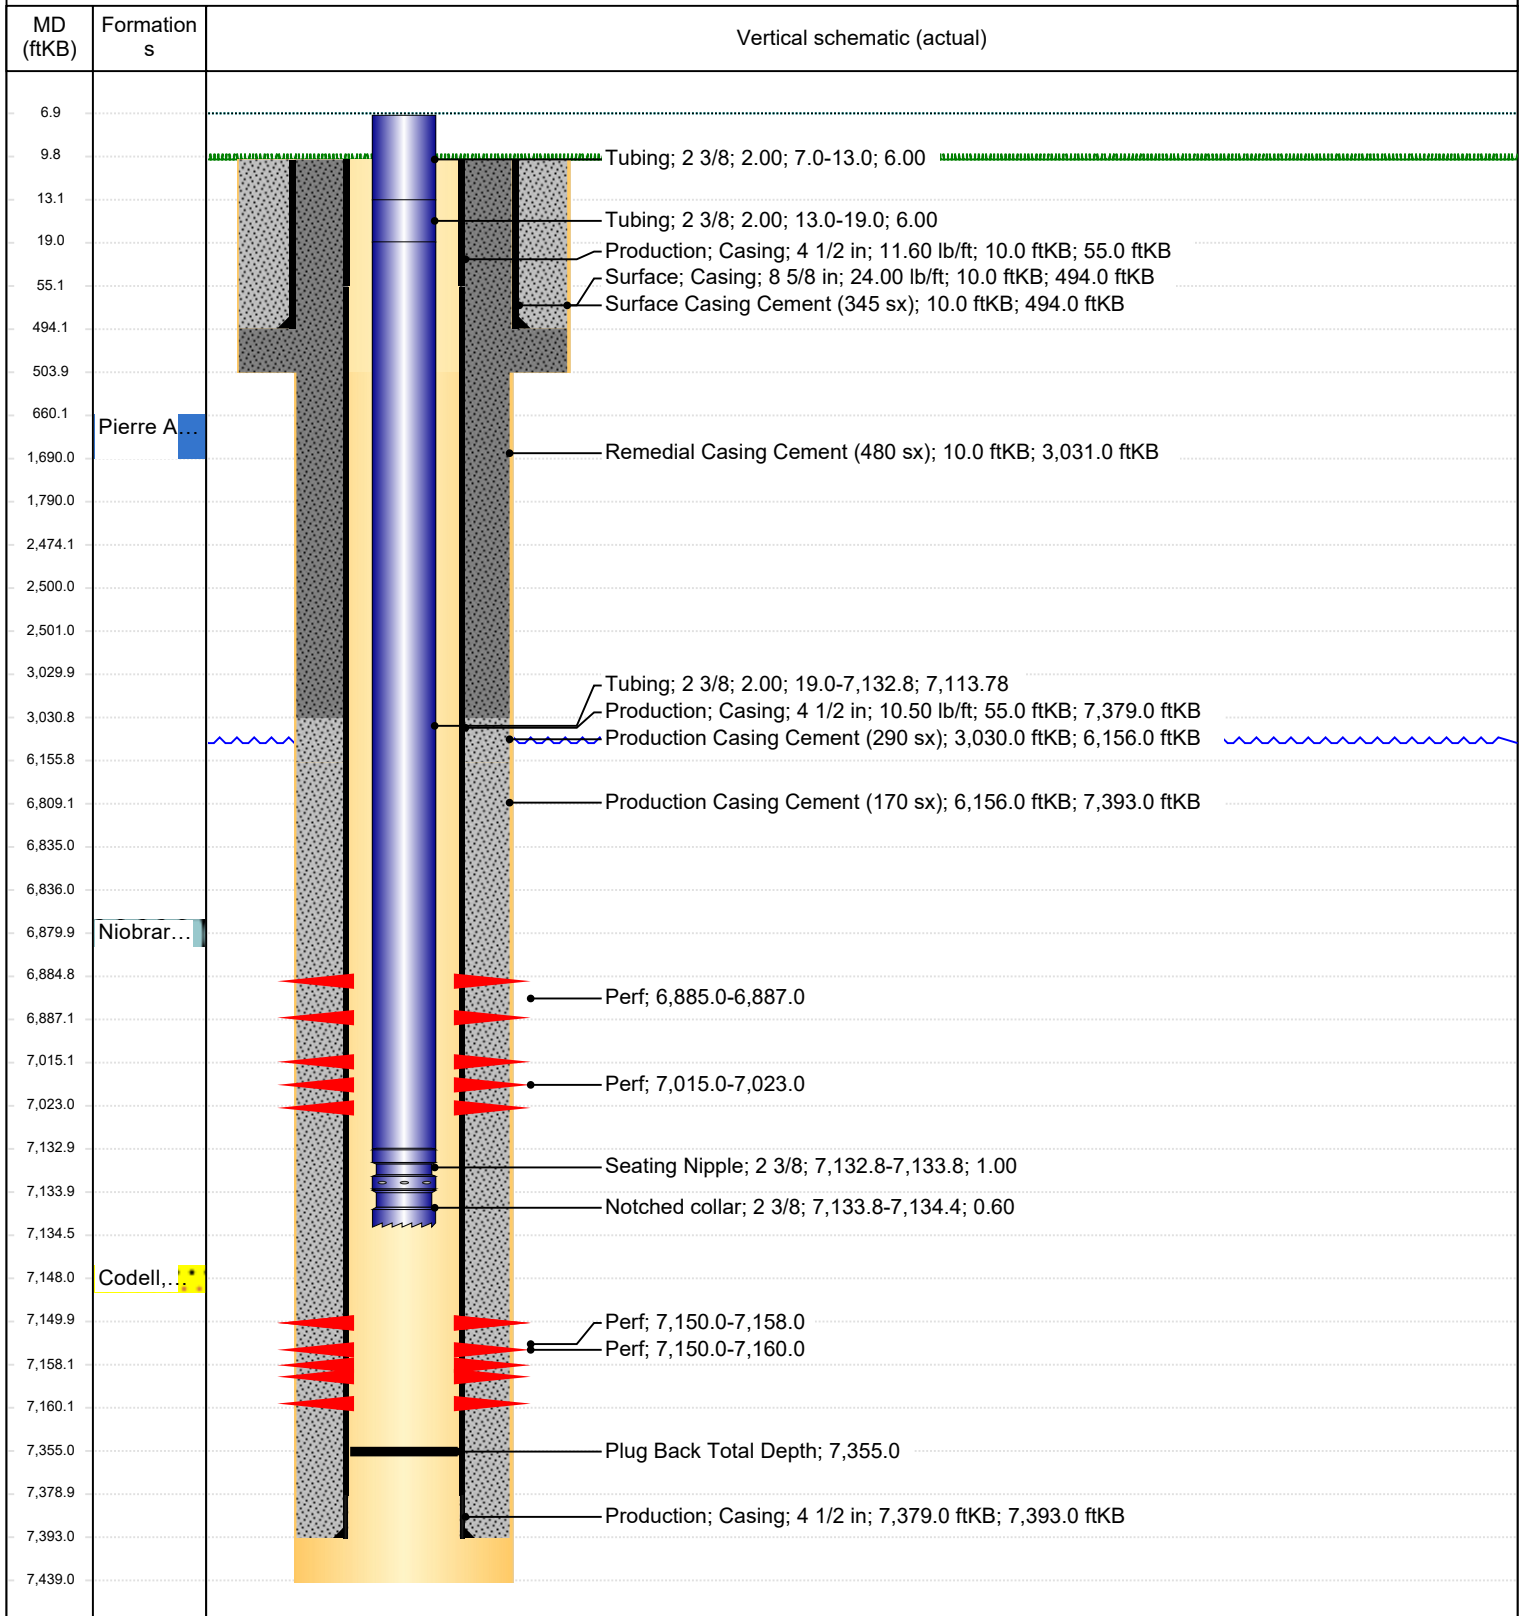 MD
(ftKB)
Formation
s
Vertical schematic (actual)
6.9
9.8
Tubing; 2 3/8; 2.00; 7.0-13.0; 6.00
13.1
Tubing; 2 3/8; 2.00; 13.0-19.0; 6.00
19.0
Production; Casing; 4 1/2 in; 11.60 lb/ft; 10.0 ftKB; 55.0 ftKB
Surface; Casing; 8 5/8 in; 24.00 lb/ft; 10.0 ftKB; 494.0 ftKB
55.1
Surface Casing Cement (345 sx); 10.0 ftKB; 494.0 ftKB
494.1
503.9
660.1
Pierre A...
Remedial Casing Cement (480 sx); 10.0 ftKB; 3,031.0 ftKB
1,690.0
1,790.0
2,474.1
2,500.0
2,501.0
3,029.9
Tubing; 2 3/8; 2.00; 19.0-7,132.8; 7,113.78
Production; Casing; 4 1/2 in; 10.50 lb/ft; 55.0 ftKB; 7,379.0 ftKB
3,030.8
Production Casing Cement (290 sx); 3,030.0 ftKB; 6,156.0 ftKB
6,155.8
Production Casing Cement (170 sx); 6,156.0 ftKB; 7,393.0 ftKB
6,809.1
6,835.0
6,836.0
6,879.9
Niobrar...
6,884.8
Perf; 6,885.0-6,887.0
6,887.1
7,015.1
Perf; 7,015.0-7,023.0
7,023.0
7,132.9
Seating Nipple; 2 3/8; 7,132.8-7,133.8; 1.00
7,133.9
Notched collar; 2 3/8; 7,133.8-7,134.4; 0.60
7,134.5
7,148.0
Codell,...
7,149.9
Perf; 7,150.0-7,158.0
Perf; 7,150.0-7,160.0
7,158.1
7,160.1
7,355.0
Plug Back Total Depth; 7,355.0
7,378.9
Production; Casing; 4 1/2 in; 7,379.0 ftKB; 7,393.0 ftKB
7,393.0
7,439.0